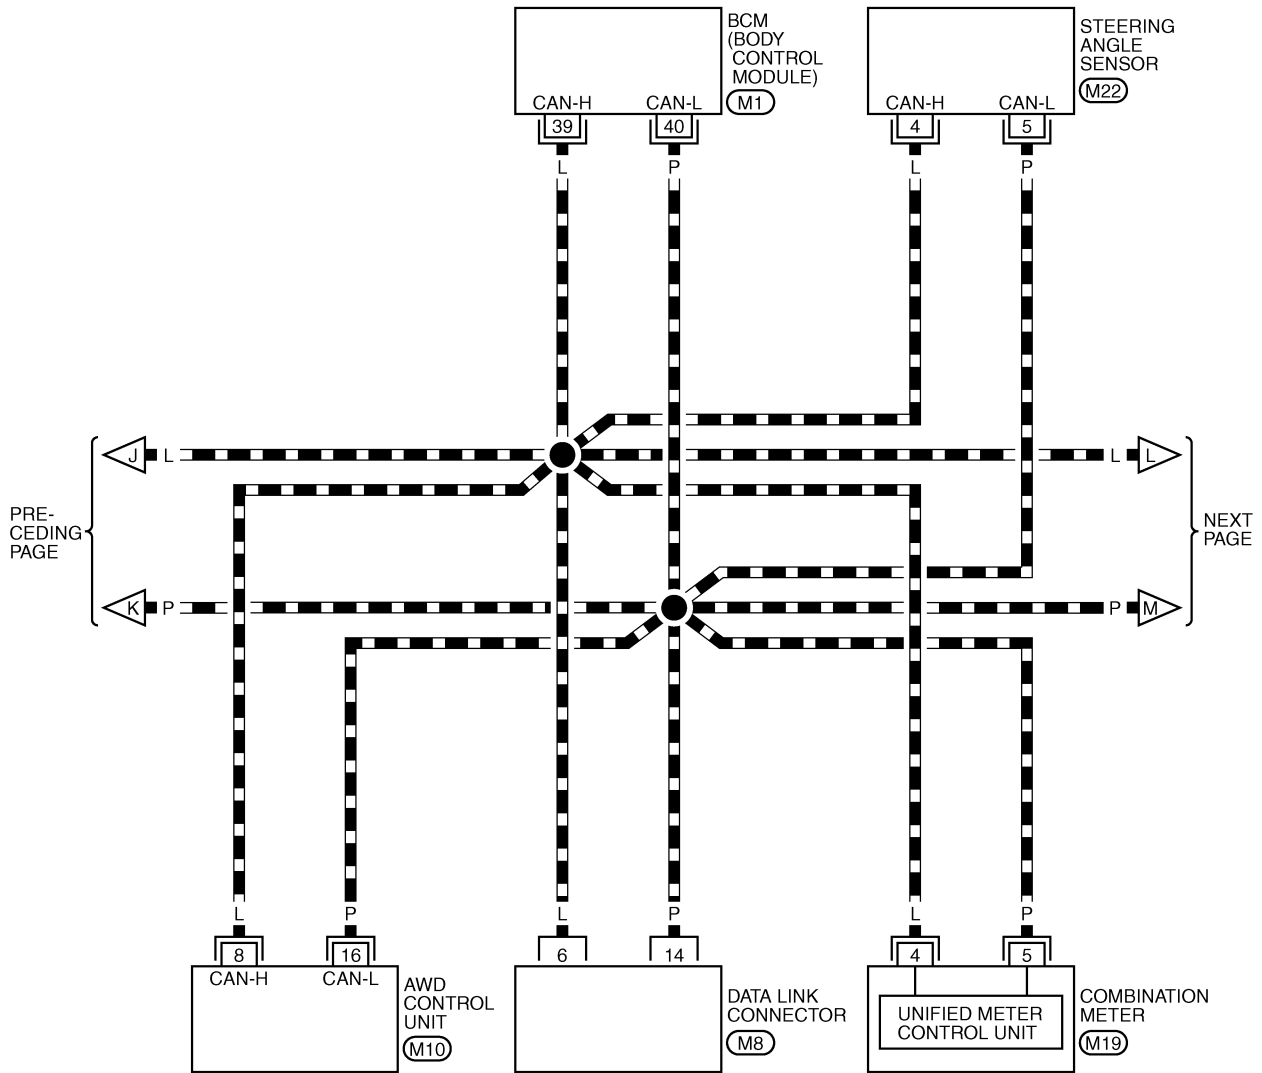 BCM
(BODY
CONTROL
MODULE)
M1
CAN-H
CAN-L
39
40
L
P
STEERING
ANGLE
SENSOR
M22
CAN-H
CAN-L
4
5
L
P
PRE-
CEDING
PAGE
J
L
K
P
L
L
P
M
NEXT
PAGE
L
P
8
16
CAN-H
CAN-L
AWD
CONTROL
UNIT
M10
L
P
6
14
DATA LINK
CONNECTOR
M8
L
P
4
5
UNIFIED METER
CONTROL UNIT
COMBINATION
METER
M19